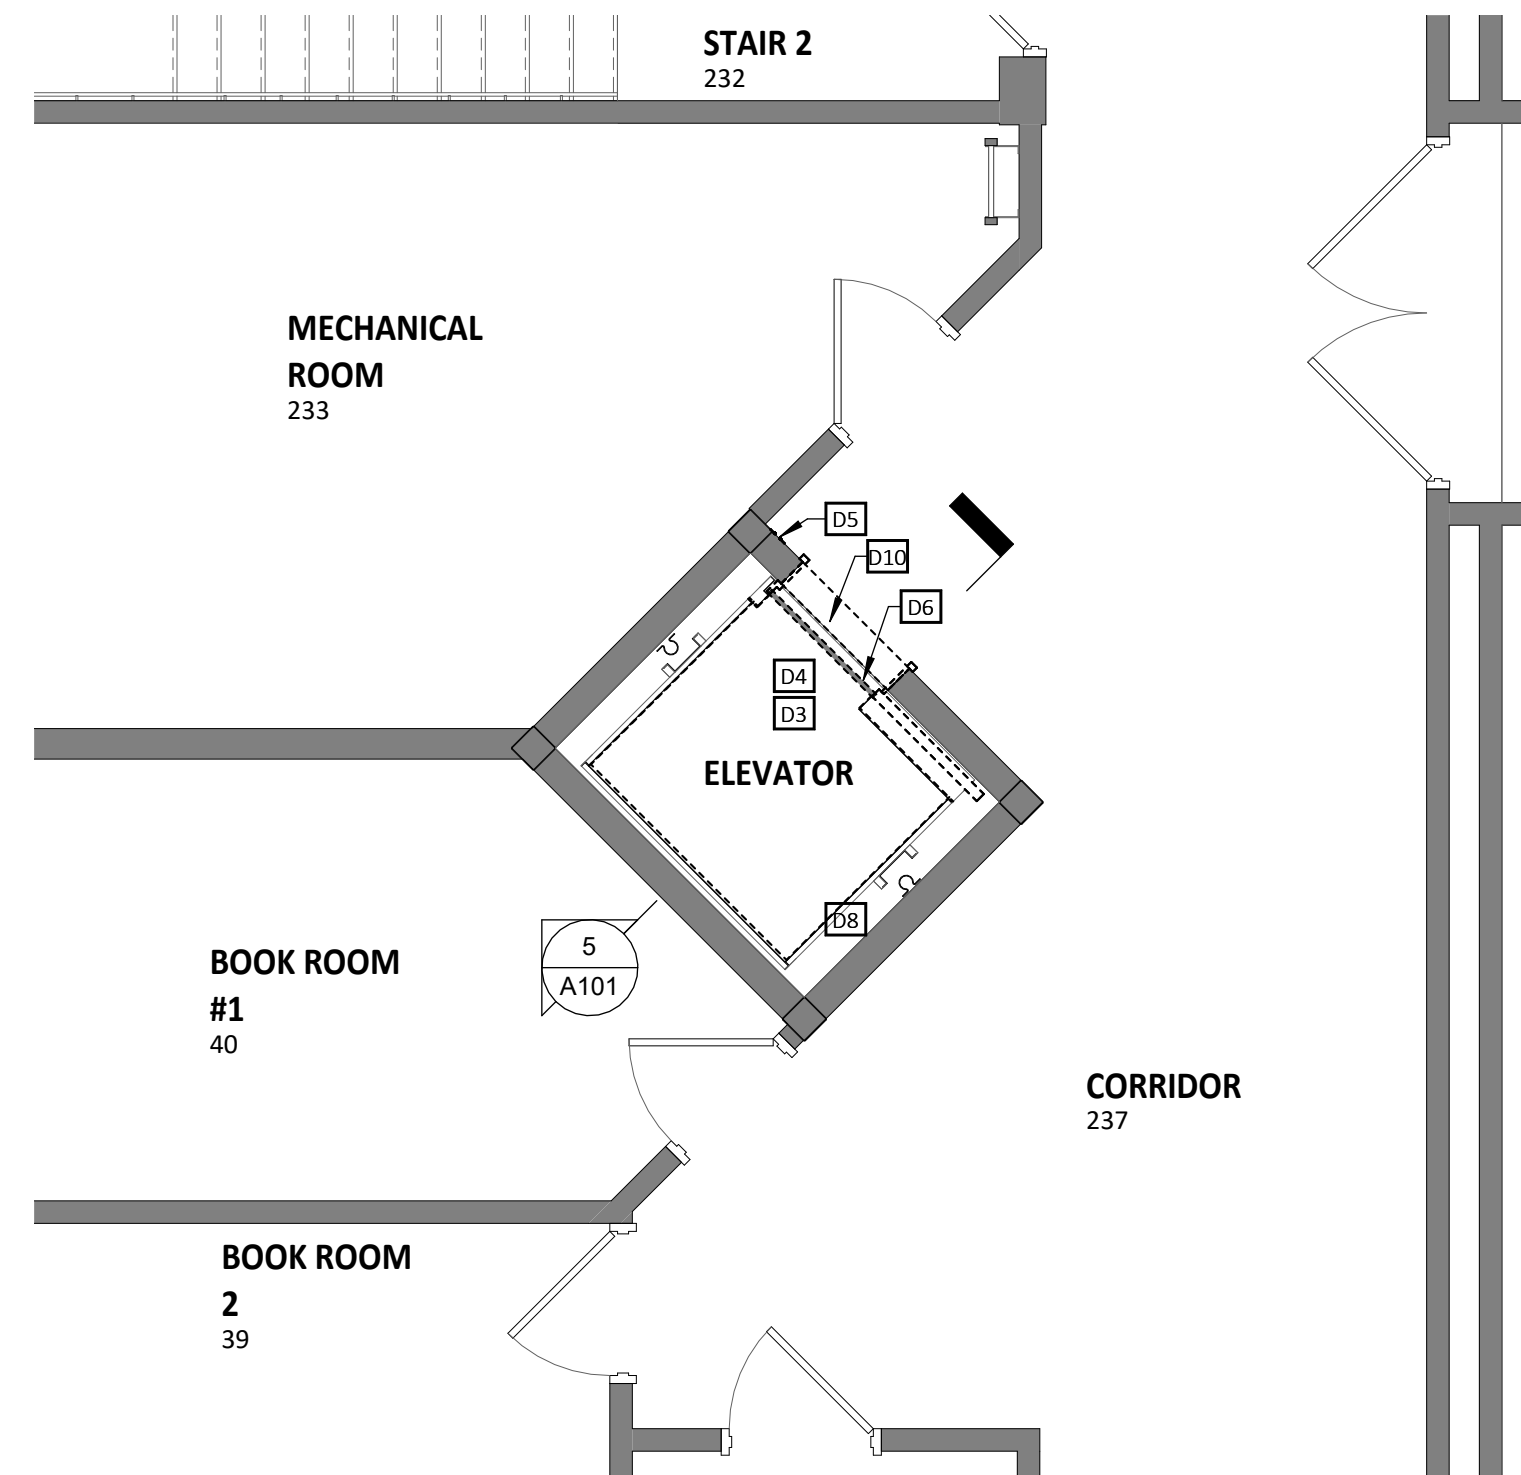 STAIR 2
232
MECHANICAL
ROOM
233
D5
D10
D6
D4
D3
ELEVATOR
D8
5
A101
BOOK ROOM
#1
40
CORRIDOR
237
BOOK ROOM
2
39